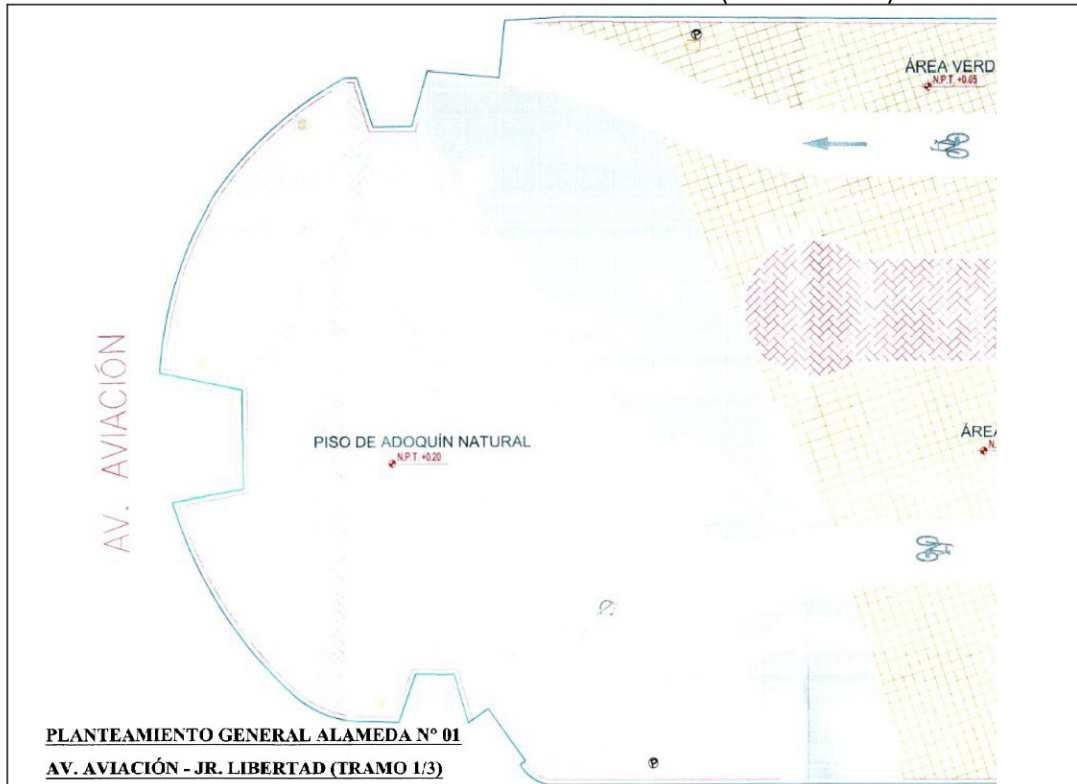 P
ÁREA VERD
N.P.T. +0.05
AV. AVIACIÓN
PISO DE ADOQUÍN NATURAL
N.P.T. +0.20
ÁREA
N.
P
PLANTEAMIENTO GENERAL ALAMEDA N° 01
AV. AVIACIÓN - JR. LIBERTAD (TRAMO 1/3)